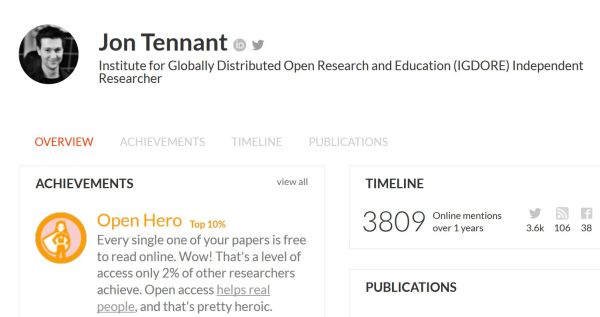 Jon Tennant iD
Institute for Globally Distributed Open Research and Education (IGDORE) Independent
Researcher
OVERVIEW ACHIEVEMENTS TIMELINE PUBLICATIONS
ACHIEVEMENTS view all
Open Hero Top 10%
Every single one of your papers is free
to read online. Wow! That's a level of
access only 2% of other researchers
achieve. Open access helps real
people, and that's pretty heroic.
TIMELINE
3809 Online mentions
over 1 years
3.6k 106 38
PUBLICATIONS